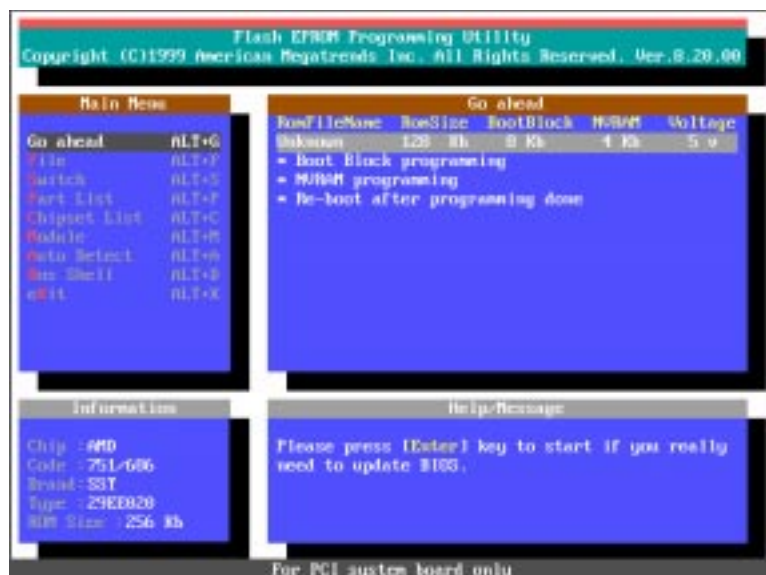 Flash EPROM Programming Utility
Copyright (C)1999 American Megatrends Inc. All Rights Reserved. Ver.8.20.00
Main Menu
Go ahead ALT+G
File ALT+F
Switch ALT+S
Part List ALT+P
Chipset List ALT+C
Module ALT+M
Auto Detect ALT+A
Dos Shell ALT+D
eXit ALT+X
Go ahead
RomFileName RomSize BootBlock NVRAM Voltage
Unknown 128 Kb 8 Kb 4 Kb 5 v
Boot Block programming
NVRAM programming
Re-boot after programming done
Information
Chip :AMD
Code :751/686
Brand:SST
Type :29EE020
ROM Size :256 Kb
Help/Message
Please press [Enter] key to start if you really
need to update BIOS.
For PCI system board only